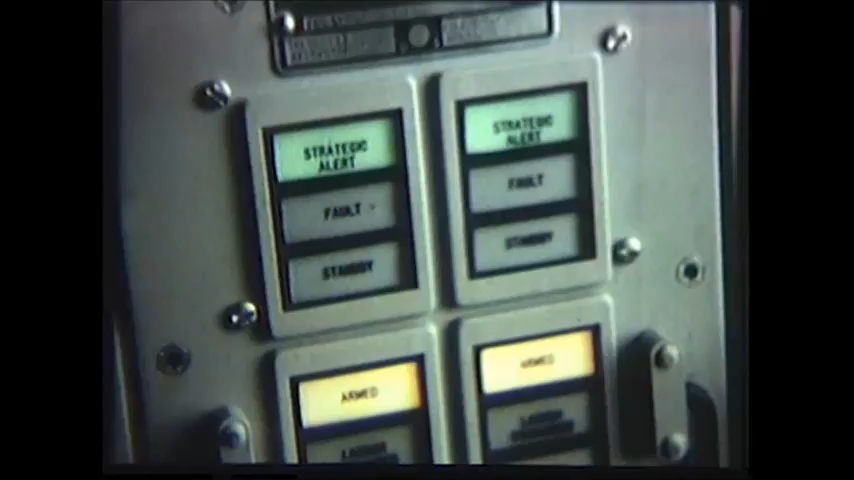 STRATEGIC
ALERT
FAULT
STANDBY
STRATEGIC
ALERT
FAULT
STANDBY
ARMED
ARMED